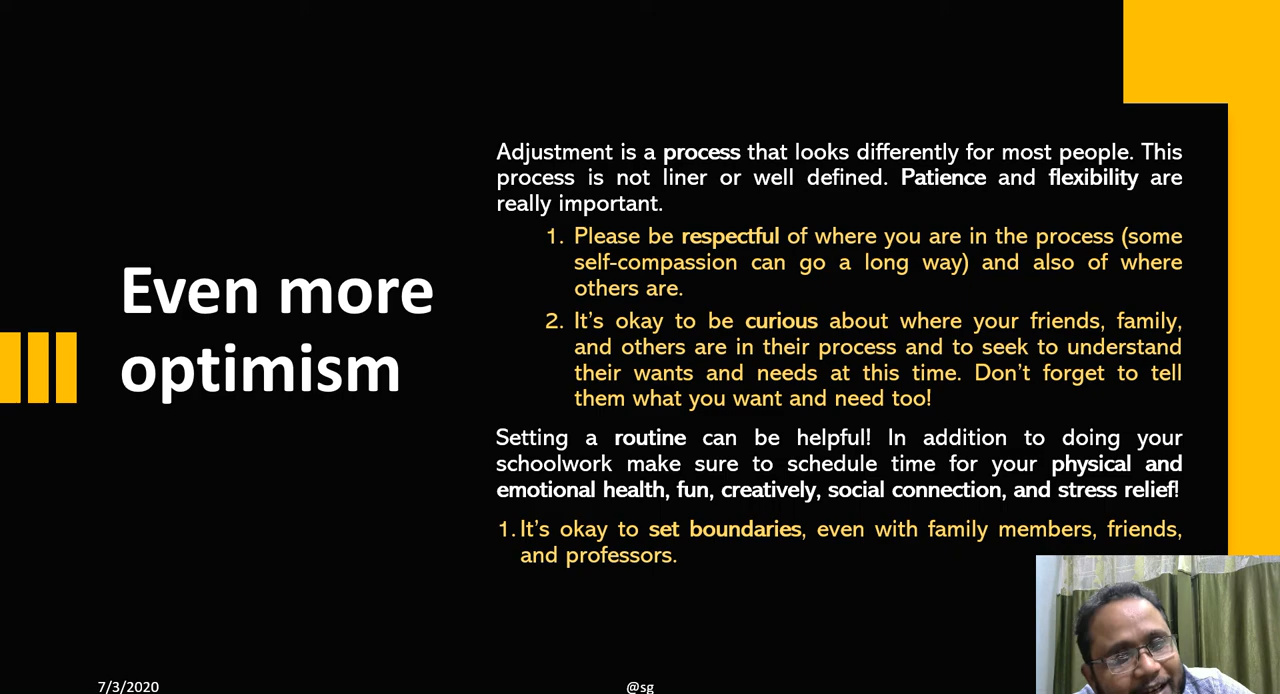 Even more
optimism
Adjustment is a process that looks differently for most people. This
process is not liner or well defined. Patience and flexibility are
really important.
1. Please be respectful of where you are in the process (some
self-compassion can go a long way) and also of where
others are.
2. It’s okay to be curious about where your friends, family,
and others are in their process and to seek to understand
their wants and needs at this time. Don’t forget to tell
them what you want and need too!
Setting a routine can be helpful! In addition to doing your
schoolwork make sure to schedule time for your physical and
emotional health, fun, creatively, social connection, and stress relief!
1. It’s okay to set boundaries, even with family members, friends,
and professors.
7/3/2020
@sg